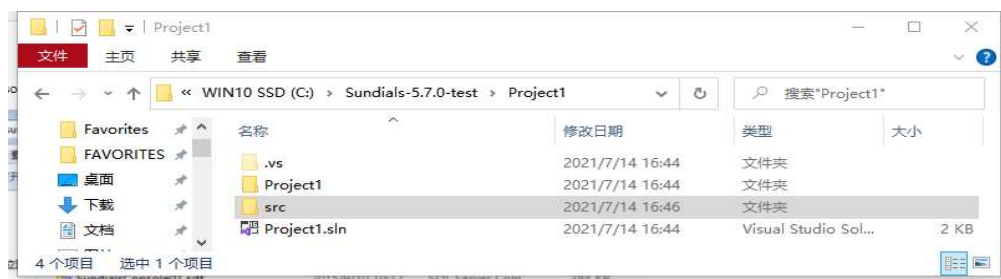 Project1
文件 主页 共享 查看
« WIN10 SSD (C:) › Sundials-5.7.0-test › Project1 搜索"Project1"
Favorites
FAVORITES
桌面
下载
文档
名称 修改日期 类型 大小
.vs 2021/7/14 16:44 文件夹
Project1 2021/7/14 16:44 文件夹
src 2021/7/14 16:46 文件夹
Project1.sln 2021/7/14 16:44 Visual Studio Sol... 2 KB
4 个项目 选中 1 个项目